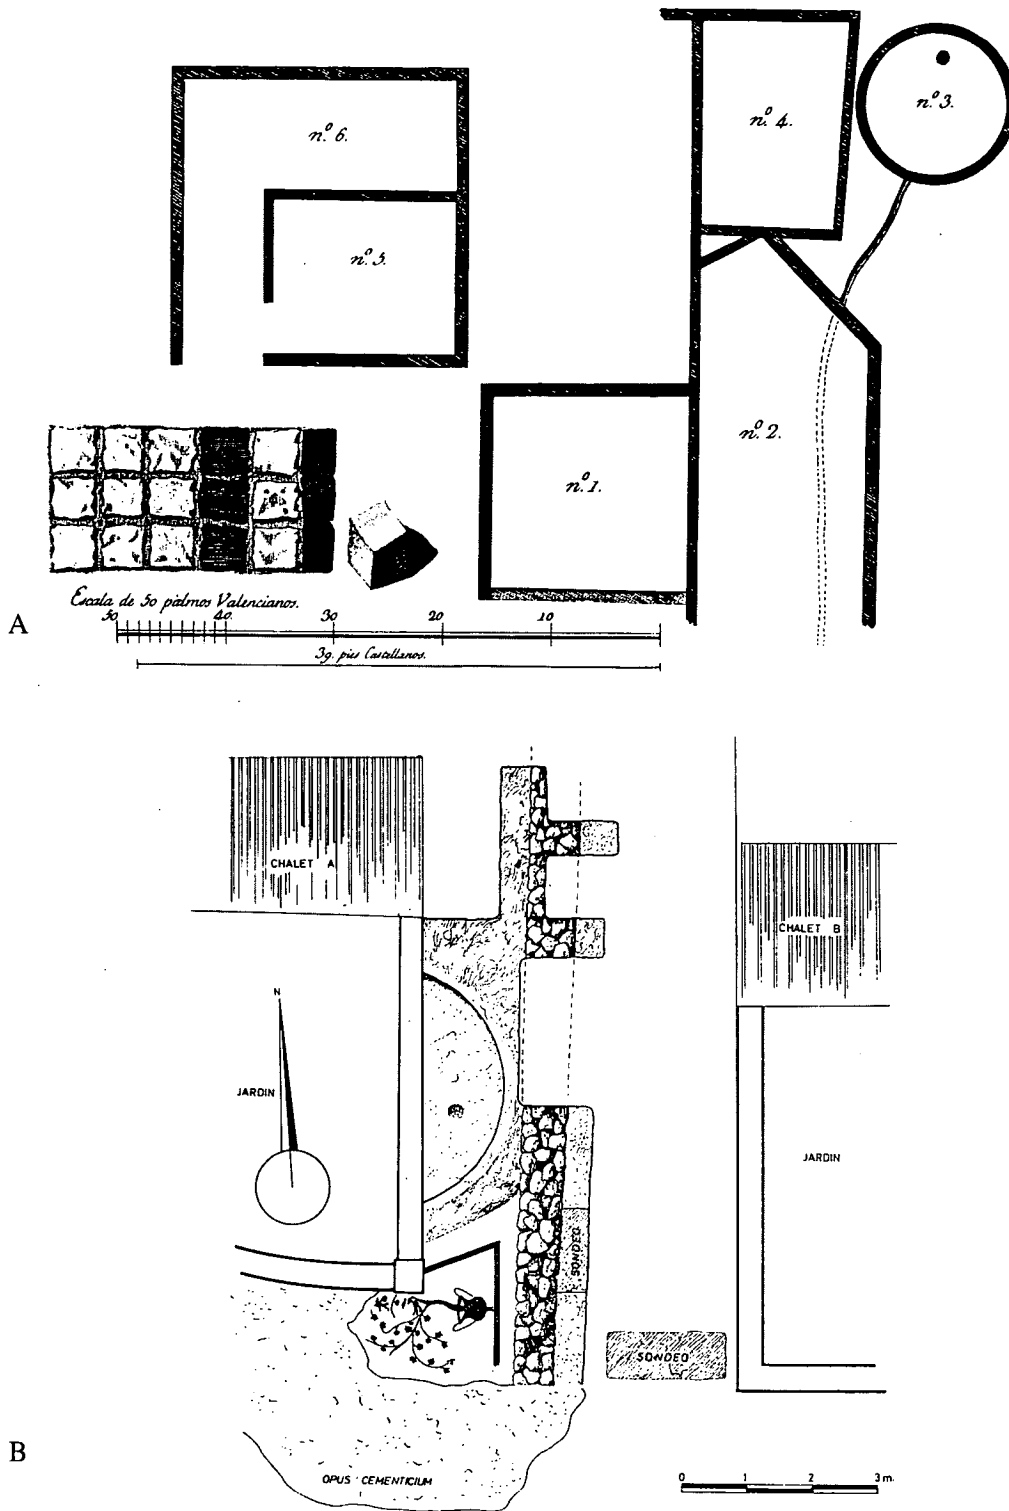 nº. 6.
nº. 4.
nº. 3.
nº. 5.
nº. 2.
nº. 1.
Escala de 50 palmos Valencianos.
50 40. 30 20 10
A
39. pies Castellanos.
CHALET A
CHALET B
N
JARDIN
JARDIN
SONDEO
SONDEO
B
OPUS CEMENTICIUM
0 1 2 3 m.